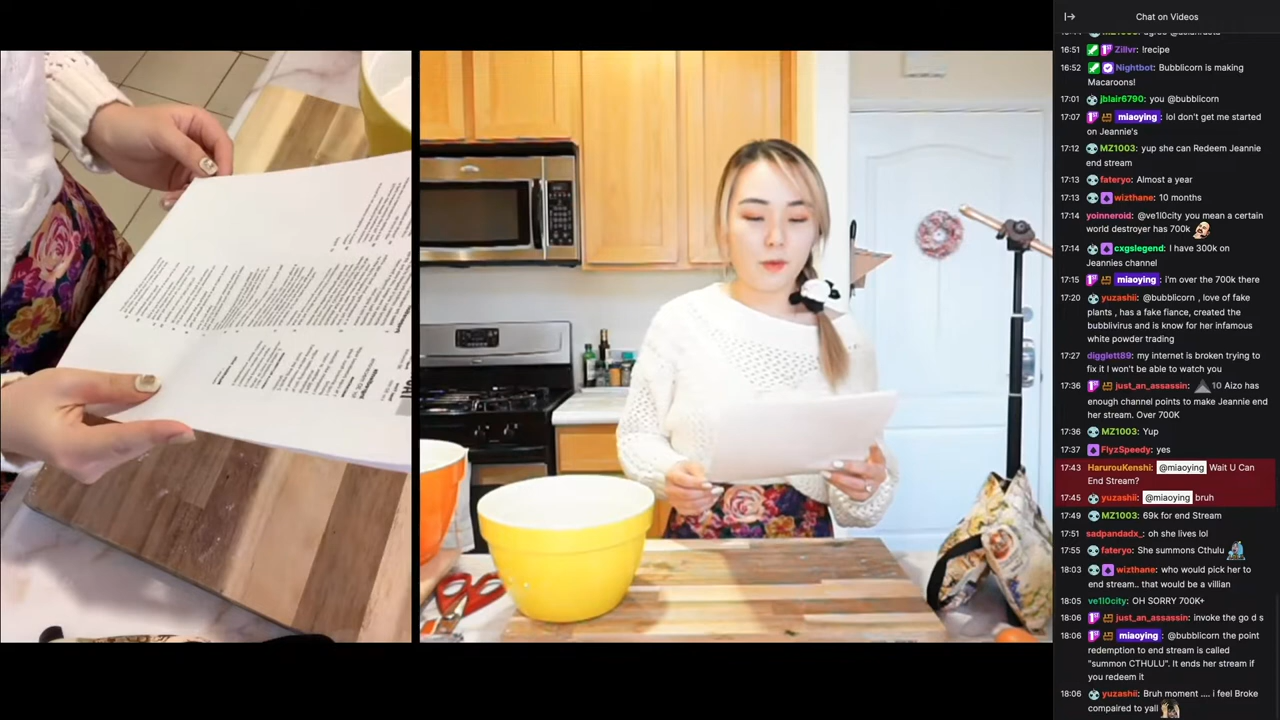 Chat on Videos
16:51 Zillvr: !recipe
16:52 Nightbot: Bubblicorn is making
Macaroons!
17:01 jblair6790: you @bubblicorn
17:07 miaoying : lol don't get me started
on Jeannie's
17:12 MZ1003: yup she can Redeem Jeannie
end stream
17:13 fateryo: Almost a year
17:13 wizthane: 10 months
17:14 yoinneroid: @ve1l0city you mean a certain
world destroyer has 700k
17:14 cxgslegend: I have 300k on
Jeannies channel
17:15 miaoying : i'm over the 700k there
17:20 yuzashii: @bubblicorn , love of fake
plants , has a fake fiance, created the
bubblivirus and is know for her infamous
white powder trading
17:27 digglett89: my internet is broken trying to
fix it I won't be able to watch you
17:36 just_an_assassin: 10 Aizo has
enough channel points to make Jeannie end
her stream. Over 700K
17:36 MZ1003: Yup
17:37 FlyzSpeedy: yes
17:43 HarurouKenshi: @miaoying Wait U Can
End Stream?
17:45 yuzashii: @miaoying bruh
17:49 MZ1003: 69k for end Stream
17:51 sadpandadx_: oh she lives lol
17:55 fateryo: She summons Cthulu
18:03 wizthane: who would pick her to
end stream.. that would be a villian
18:05 ve1l0city: OH SORRY 700K+
18:06 just_an_assassin: invoke the go d s
18:06 miaoying : @bubblicorn the point
redemption to end stream is called
"summon CTHULU". It ends her stream if
you redeem it
18:06 yuzashii: Bruh moment .... i feel Broke
compaired to yall